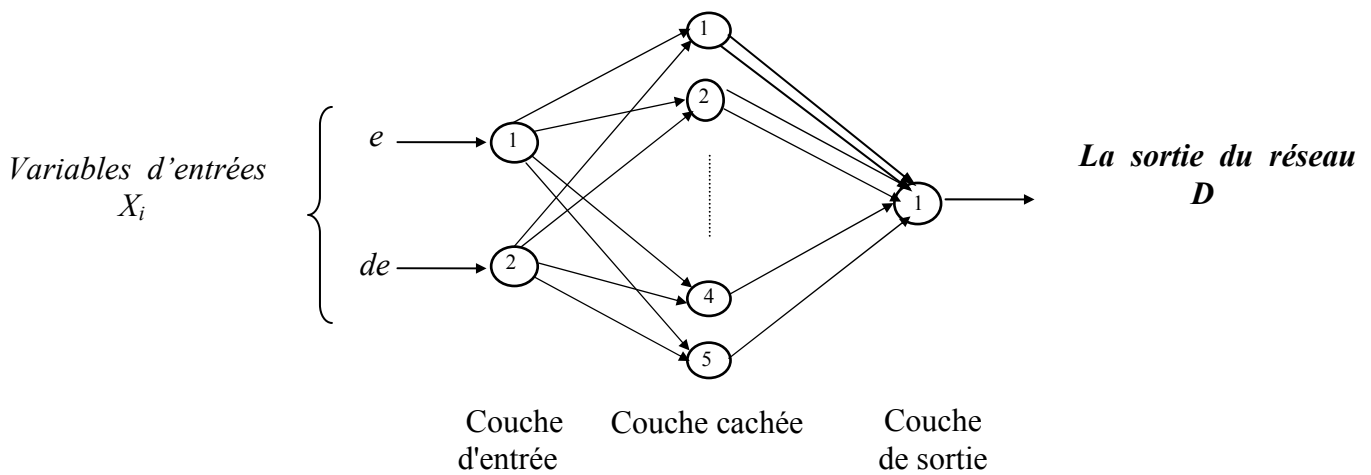 1
2
e
1
Variables d'entrées
X_i
La sortie du réseau
D
1
de
2
4
5
Couche
d'entrée
Couche cachée
Couche
de sortie